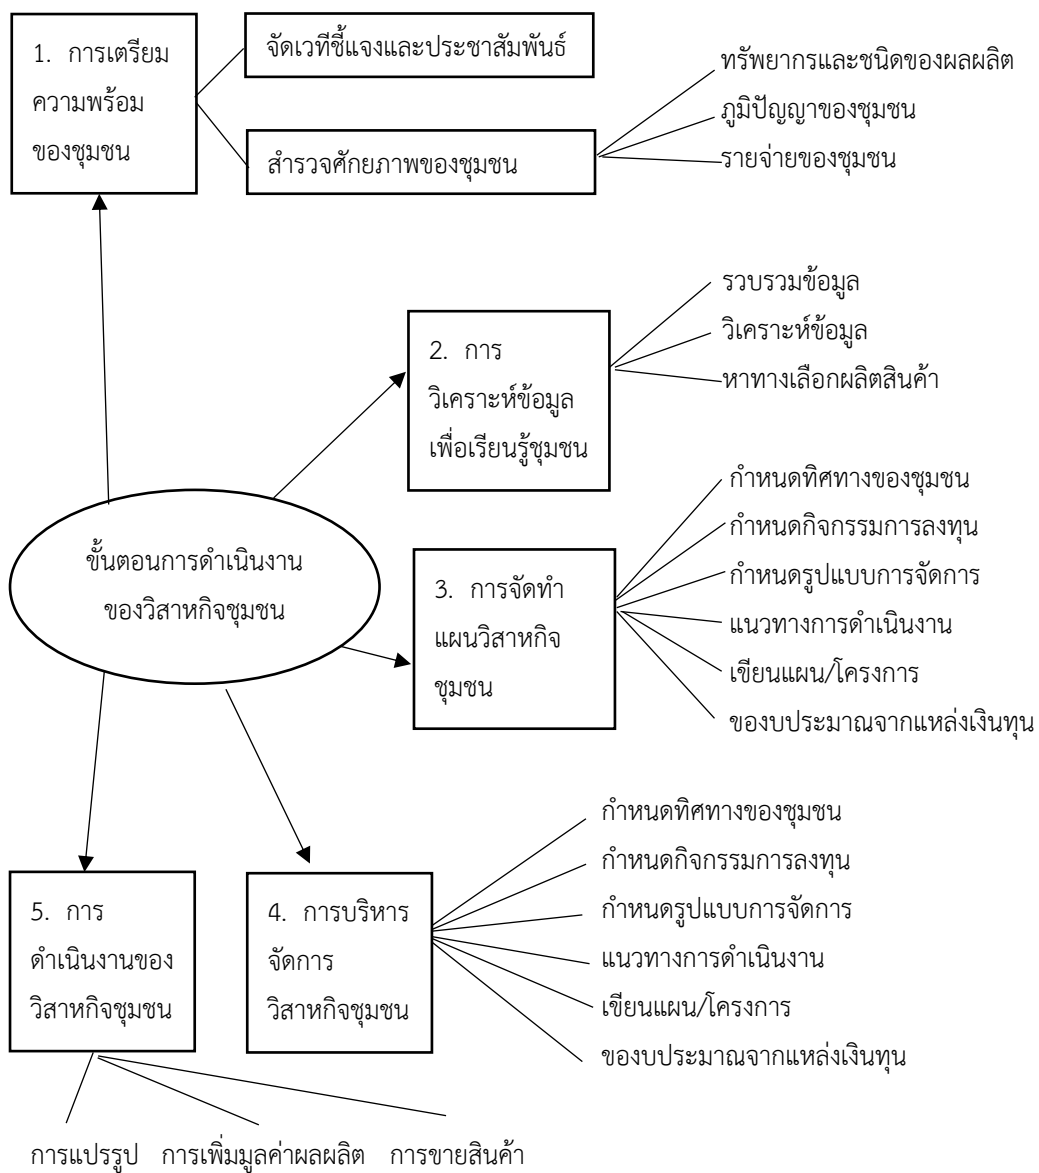 1. การเตรียม
ความพร้อม
ของชุมชน
จัดเวทีชี้แจงและประชาสัมพันธ์
สำรวจศักยภาพของชุมชน
ทรัพยากรและชนิดของผลผลิต
ภูมิปัญญาของชุมชน
รายจ่ายของชุมชน
2. การ
วิเคราะห์ข้อมูล
เพื่อเรียนรู้ชุมชน
รวบรวมข้อมูล
วิเคราะห์ข้อมูล
หาทางเลือกผลิตสินค้า
ขั้นตอนการดำเนินงาน
ของวิสาหกิจชุมชน
3. การจัดทำ
แผนวิสาหกิจ
ชุมชน
กำหนดทิศทางของชุมชน
กำหนดกิจกรรมการลงทุน
กำหนดรูปแบบการจัดการ
แนวทางการดำเนินงาน
เขียนแผน/โครงการ
ของบประมาณจากแหล่งเงินทุน
4. การบริหาร
จัดการ
วิสาหกิจชุมชน
กำหนดทิศทางของชุมชน
กำหนดกิจกรรมการลงทุน
กำหนดรูปแบบการจัดการ
แนวทางการดำเนินงาน
เขียนแผน/โครงการ
ของบประมาณจากแหล่งเงินทุน
5. การ
ดำเนินงานของ
วิสาหกิจชุมชน
การแปรรูป การเพิ่มมูลค่าผลผลิต การขายสินค้า